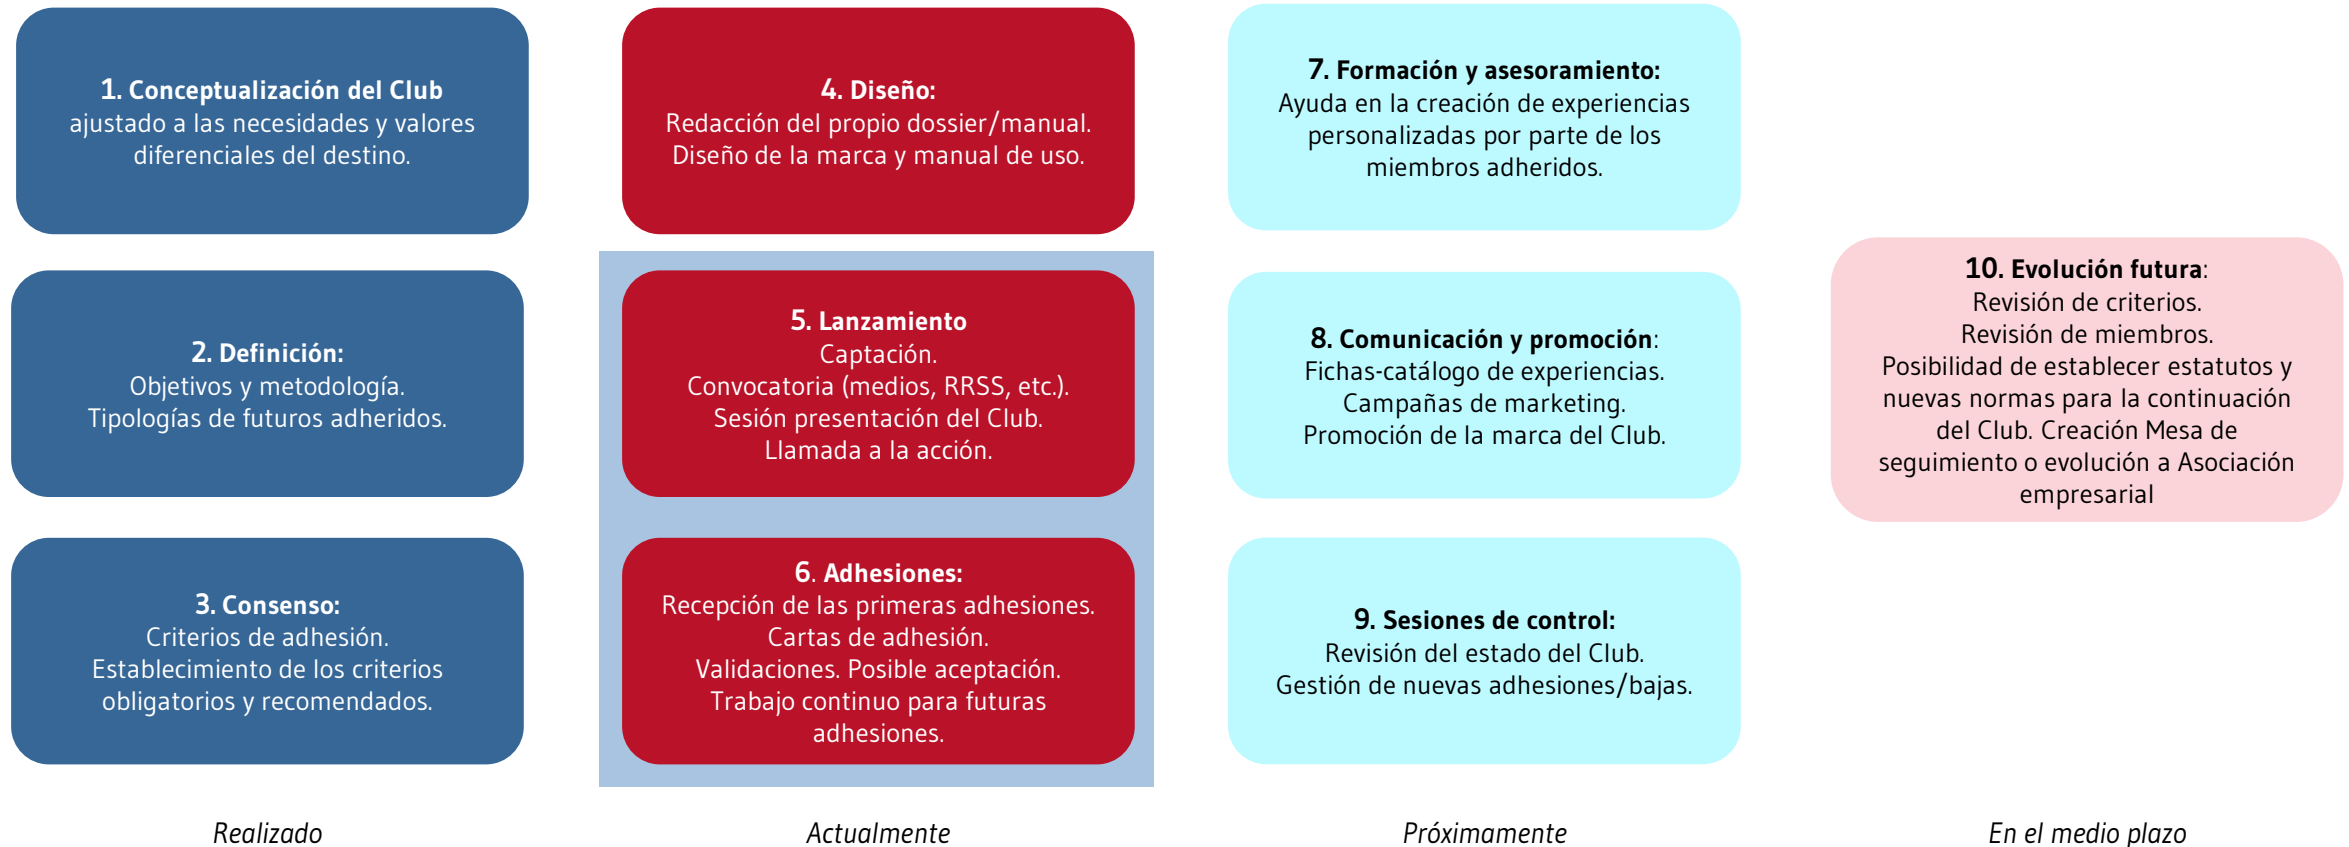 1. Conceptualización del Club
ajustado a las necesidades y valores
diferenciales del destino.
2. Definición:
Objetivos y metodología.
Tipologías de futuros adheridos.
3. Consenso:
Criterios de adhesión.
Establecimiento de los criterios
obligatorios y recomendados.
Realizado
4. Diseño:
Redacción del propio dossier/manual.
Diseño de la marca y manual de uso.
5. Lanzamiento
Captación.
Convocatoria (medios, RRSS, etc.).
Sesión presentación del Club.
Llamada a la acción.
6. Adhesiones:
Recepción de las primeras adhesiones.
Cartas de adhesión.
Validaciones. Posible aceptación.
Trabajo continuo para futuras
adhesiones.
Actualmente
7. Formación y asesoramiento:
Ayuda en la creación de experiencias
personalizadas por parte de los
miembros adheridos.
8. Comunicación y promoción:
Fichas-catálogo de experiencias.
Campañas de marketing.
Promoción de la marca del Club.
9. Sesiones de control:
Revisión del estado del Club.
Gestión de nuevas adhesiones/bajas.
Próximamente
10. Evolución futura:
Revisión de criterios.
Revisión de miembros.
Posibilidad de establecer estatutos y
nuevas normas para la continuación
del Club. Creación Mesa de
seguimiento o evolución a Asociación
empresarial
En el medio plazo